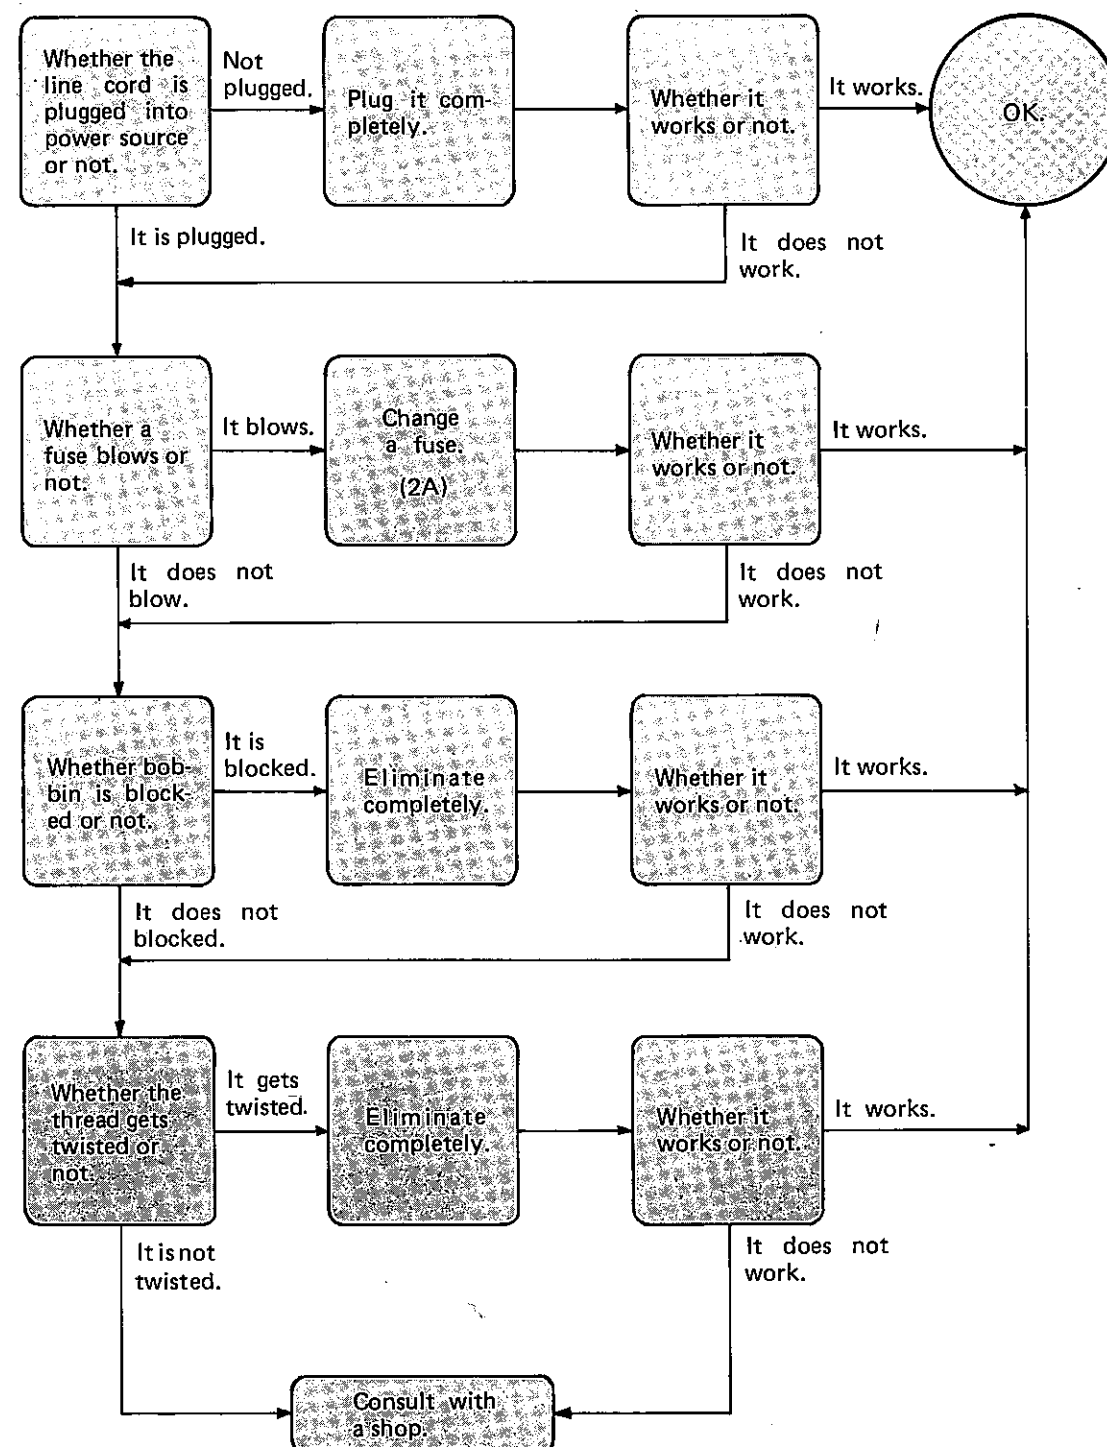 Whether the
line cord is
plugged into
power source
or not.
Not
plugged.
Plug it com-
pletely.
Whether it
works or not.
It works.
OK.
It is plugged.
It does not
work.
Whether a
fuse blows or
not.
It blows.
Change
a fuse.
(2A)
Whether it
works or not.
It works.
It does not
blow.
It does not
work.
Whether bob-
bin is block-
ed or not.
It is
blocked.
Eliminate
completely.
Whether it
works or not.
It works.
It does not
blocked.
It does not
work.
Whether the
thread gets
twisted or
not.
It gets
twisted.
Eliminate
completely.
Whether it
works or not.
It works.
It is not
twisted.
It does not
work.
Consult with
a shop.